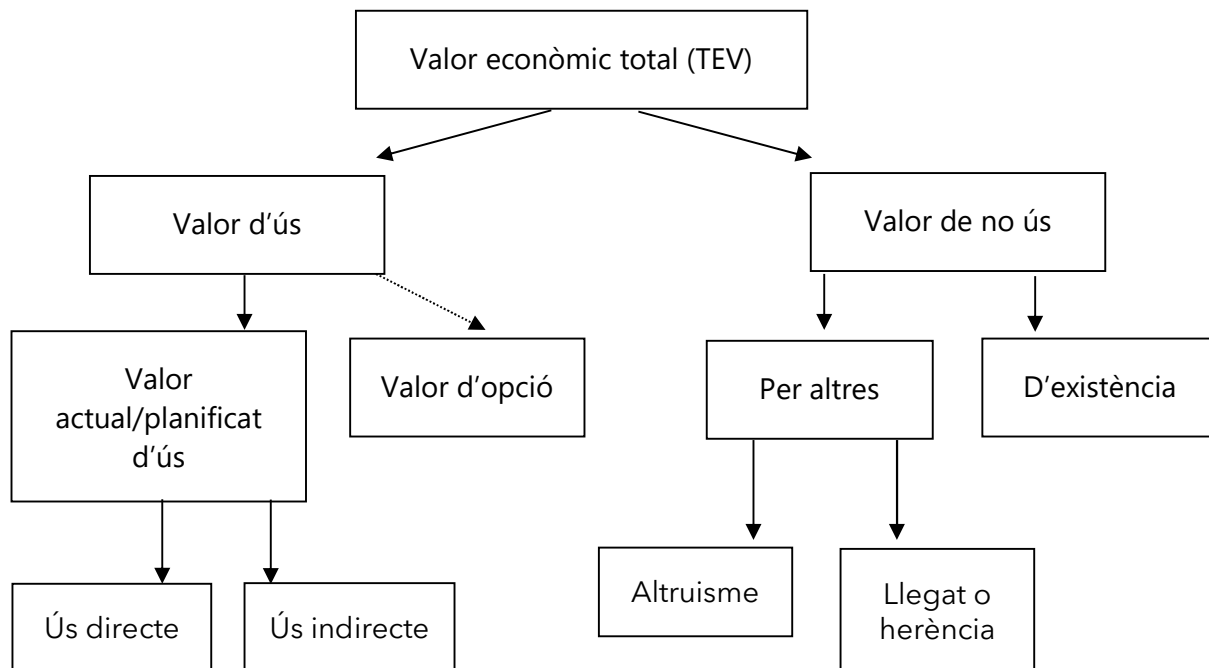 Valor econòmic total (TEV)
Valor d’ús
Valor de no ús
Valor
actual/planificat
d’ús
Valor d’opció
Per altres
D’existència
Ús directe
Ús indirecte
Altruisme
Llegat o
herència